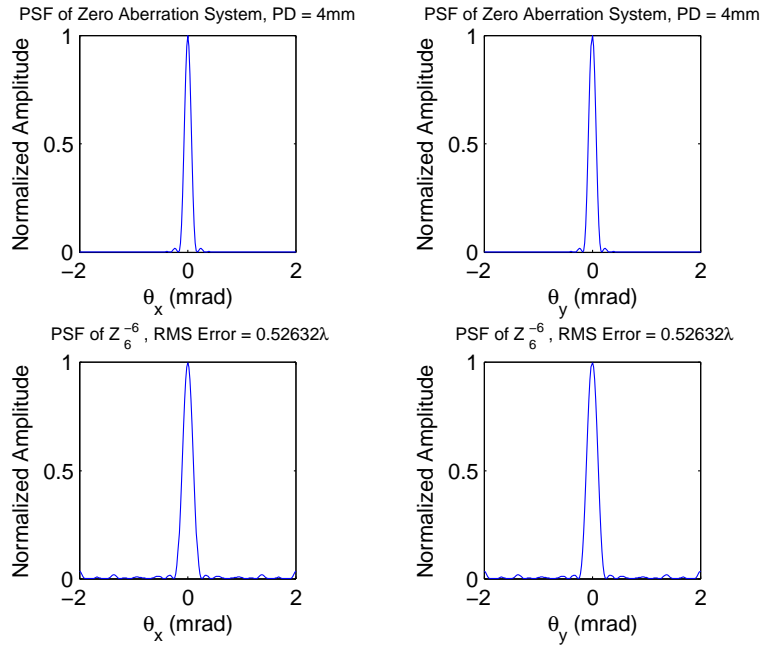 PSF of Zero Aberration System, PD = 4mm
Normalized Amplitude
1
0.5
0
−2
0
2
θx (mrad)
PSF of Zero Aberration System, PD = 4mm
Normalized Amplitude
1
0.5
0
−2
0
2
θy (mrad)
PSF of Z6−6 , RMS Error = 0.52632λ
Normalized Amplitude
1
0.5
0
−2
0
2
θx (mrad)
PSF of Z6−6 , RMS Error = 0.52632λ
Normalized Amplitude
1
0.5
0
−2
0
2
θy (mrad)